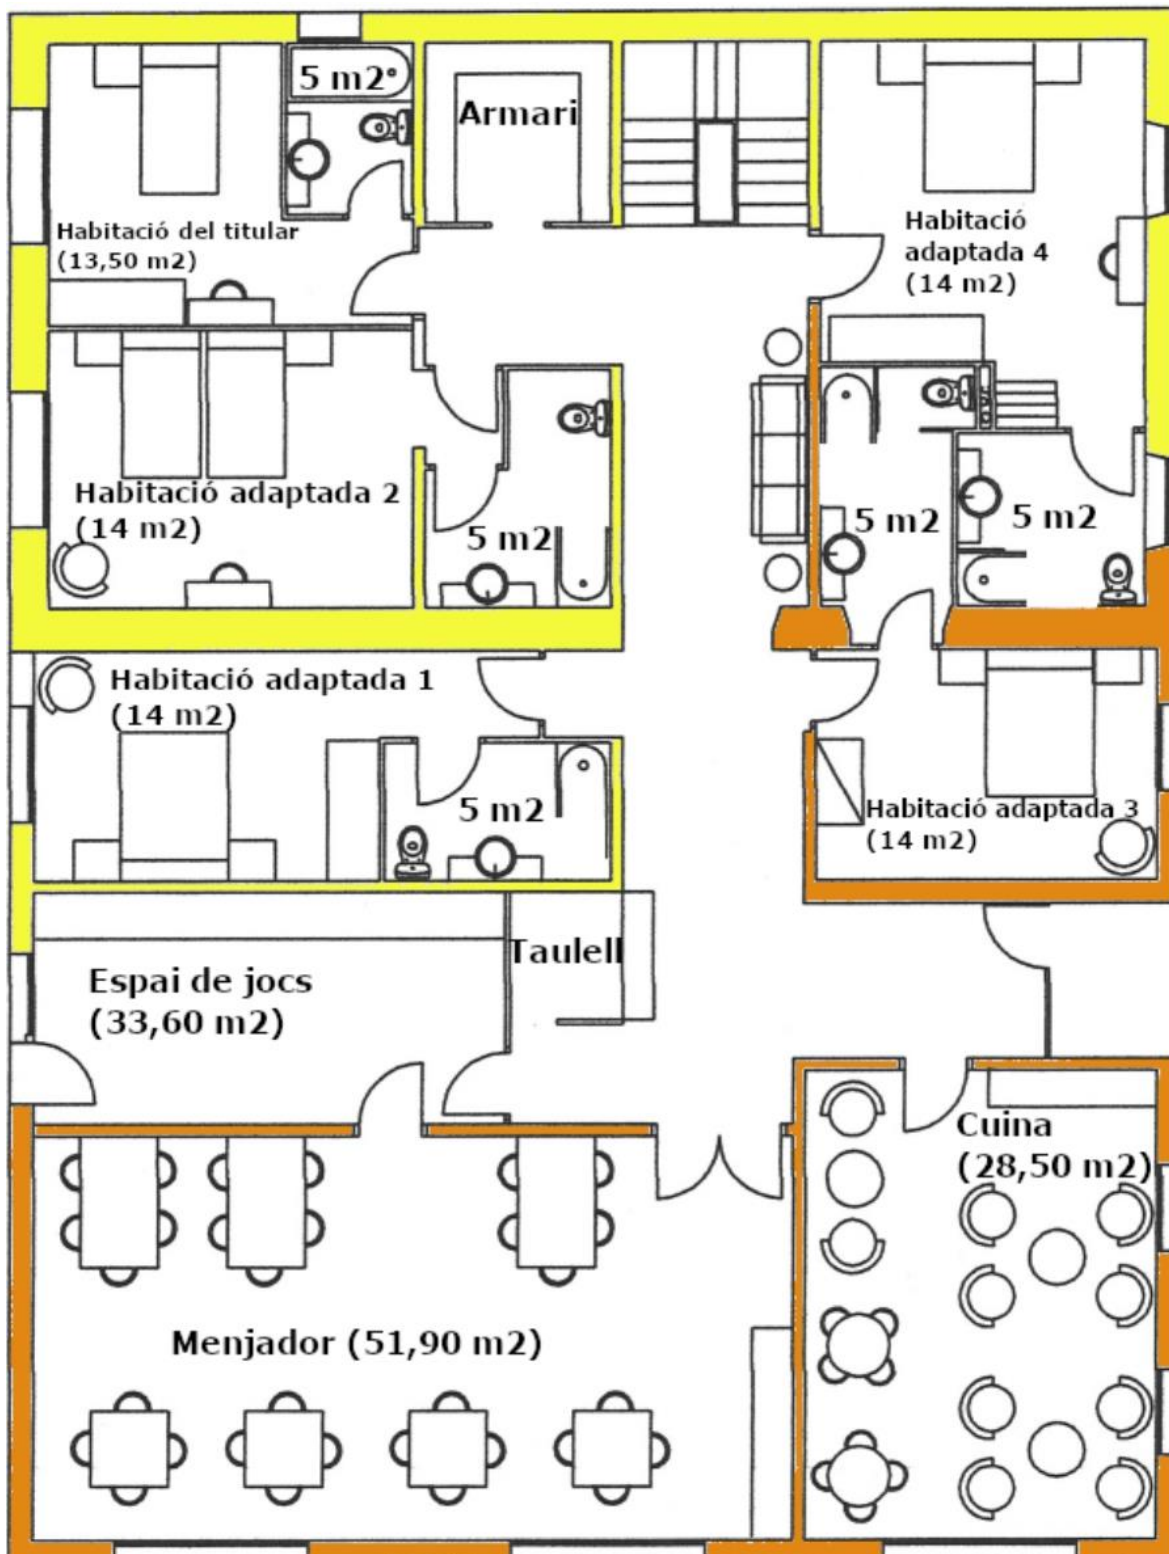 5 m2
Armari
Habitació del titular
(13,50 m2)
Habitació
adaptada 4
(14 m2)
Habitació adaptada 2
(14 m2)
5 m2
5 m2
5 m2
Habitació adaptada 1
(14 m2)
5 m2
Habitació adaptada 3
(14 m2)
Taulell
Espai de jocs
(33,60 m2)
Cuina
(28,50 m2)
Menjador (51,90 m2)